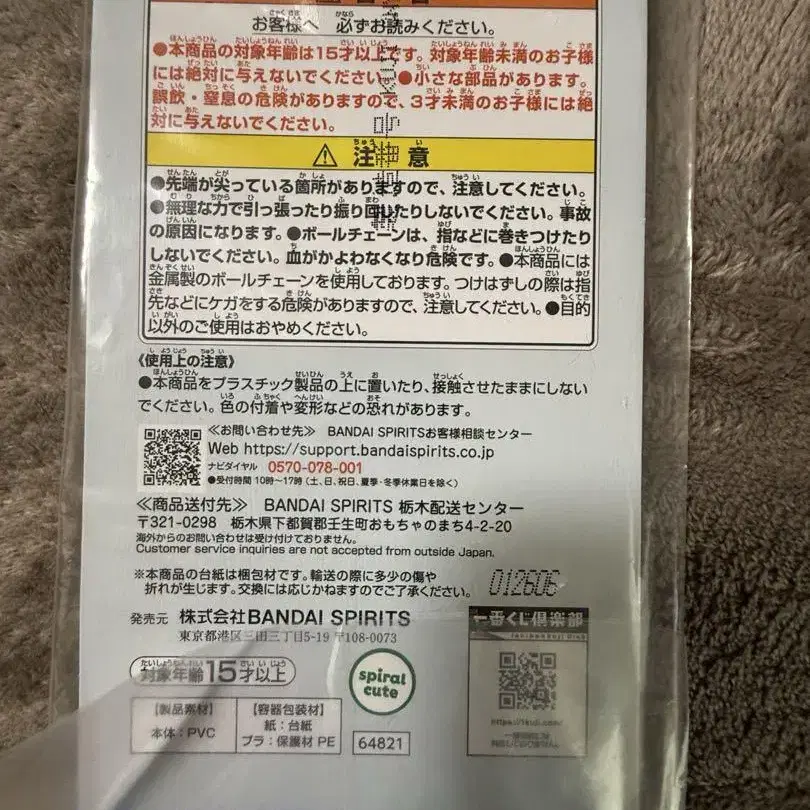 お客様へ 必ずお読みください。
●本商品の対象年齢は15才以上です。対象年齢未満のお子様
には絶対に与えないでください。●小さな部品があります。
誤飲・窒息の危険がありますので、3才未満のお子様には絶
対に与えないでください。
⚠ 注意
●先端が尖っている箇所がありますので、注意してください。
●無理な力で引っ張ったり振り回したりしないでください。事故
の原因になります。●ボールチェーンは、指などに巻きつけたり
しないでください。血がかよわなくなり危険です。●本商品には
金属製のボールチェーンを使用しております。つけはずしの際は指
先などにケガをする危険がありますので、注意してください。●目的
以外のご使用はおやめください。
《使用上の注意》
●本商品をプラスチック製品の上に置いたり、接触させたままにしない
でください。色の付着や変形などの恐れがあります。
≪お問い合わせ先≫ BANDAI SPIRITSお客様相談センター
Web https://support.bandaispirits.co.jp
ナビダイヤル 0570-078-001
●受付時間 10時~17時(土、日、祝日、夏季・冬季休業日を除く)
≪商品送付先≫ BANDAI SPIRITS 栃木配送センター
〒321-0298 栃木県下都賀郡壬生町おもちゃのまち4-2-20
海外からのお問い合わせは受け付けておりません。
Customer service inquiries are not accepted from outside Japan.
※本商品の台紙は梱包材です。輸送の際に多少の傷や
折れが生じます。交換には応じかねますのでご了承ください。
012606
発売元 株式会社BANDAI SPIRITS
東京都港区三田三丁目5-19 〒108-0073
一番くじ倶楽部
対象年齢15才以上
spiral
cute
【製品素材】
本体:PVC
【容器包装材】
紙:台紙
プラ:保護材 PE
64821
https://1kuji.com/